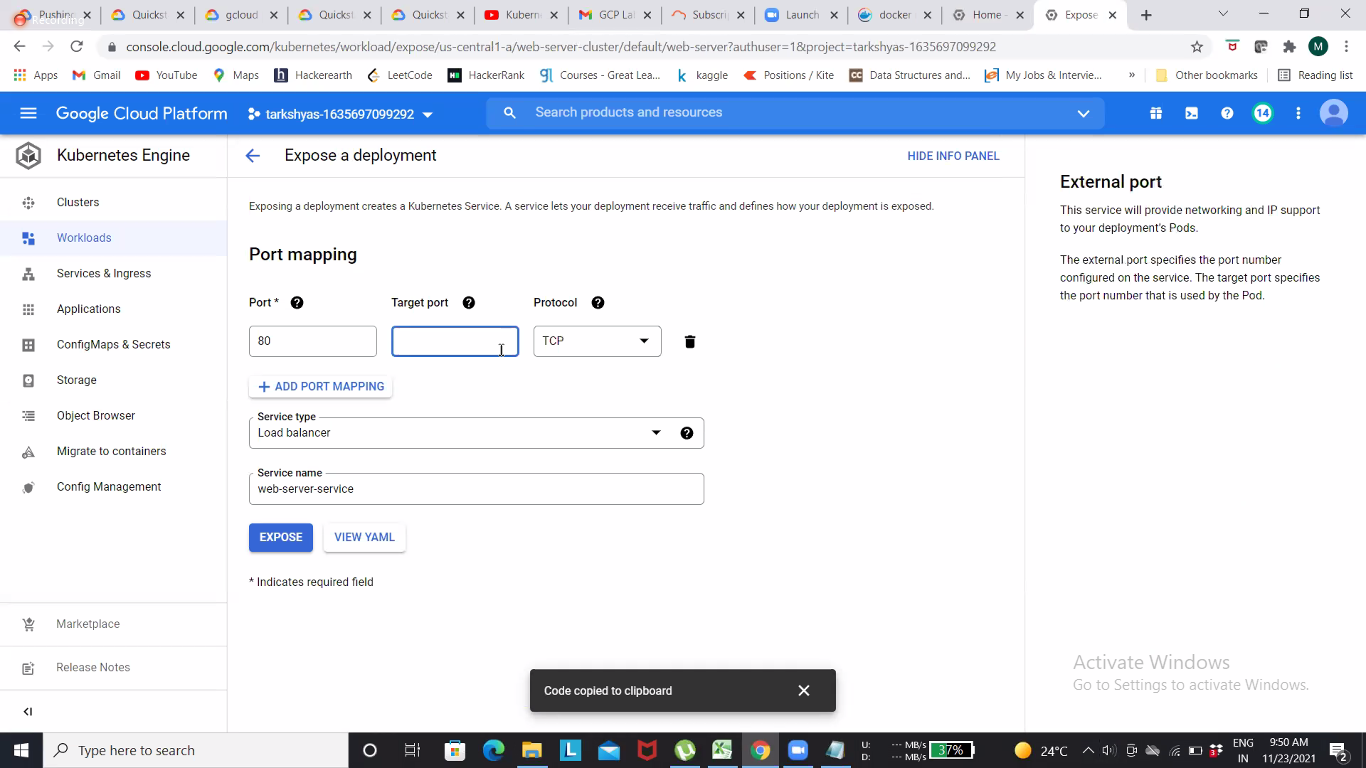 Pushin
Recording
Quickst
gcloud
Quickst
Quickst
Kubern
GCP Lal
Subscri
Launch
docker
Home -
Expose
console.cloud.google.com/kubernetes/workload/expose/us-central1-a/web-server-cluster/default/web-server?authuser=1&project=tarkshyas-1635697099292
M
Apps
Gmail
YouTube
Maps
Hackerearth
LeetCode
HackerRank
Courses - Great Lea...
kaggle
Positions / Kite
Data Structures and...
My Jobs & Intervie...
»
Other bookmarks
Reading list
Google Cloud Platform
tarkshyas-1635697099292
Search products and resources
14
Kubernetes Engine
Expose a deployment
HIDE INFO PANEL
Clusters
Workloads
Services & Ingress
Applications
ConfigMaps & Secrets
Storage
Object Browser
Migrate to containers
Config Management
Marketplace
Release Notes
Exposing a deployment creates a Kubernetes Service. A service lets your deployment receive traffic and defines how your deployment is exposed.
Port mapping
Port *
Target port
Protocol
80
TCP
+ ADD PORT MAPPING
Service type
Load balancer
Service name
web-server-service
EXPOSE
VIEW YAML
* Indicates required field
Code copied to clipboard
External port
This service will provide networking and IP support
to your deployment's Pods.
The external port specifies the port number
configured on the service. The target port specifies
the port number that is used by the Pod.
Activate Windows
Go to Settings to activate Windows.
Type here to search
U: --- MB/s
D: --- MB/s
37%
24°C
ENG
IN
9:50 AM
11/23/2021
2